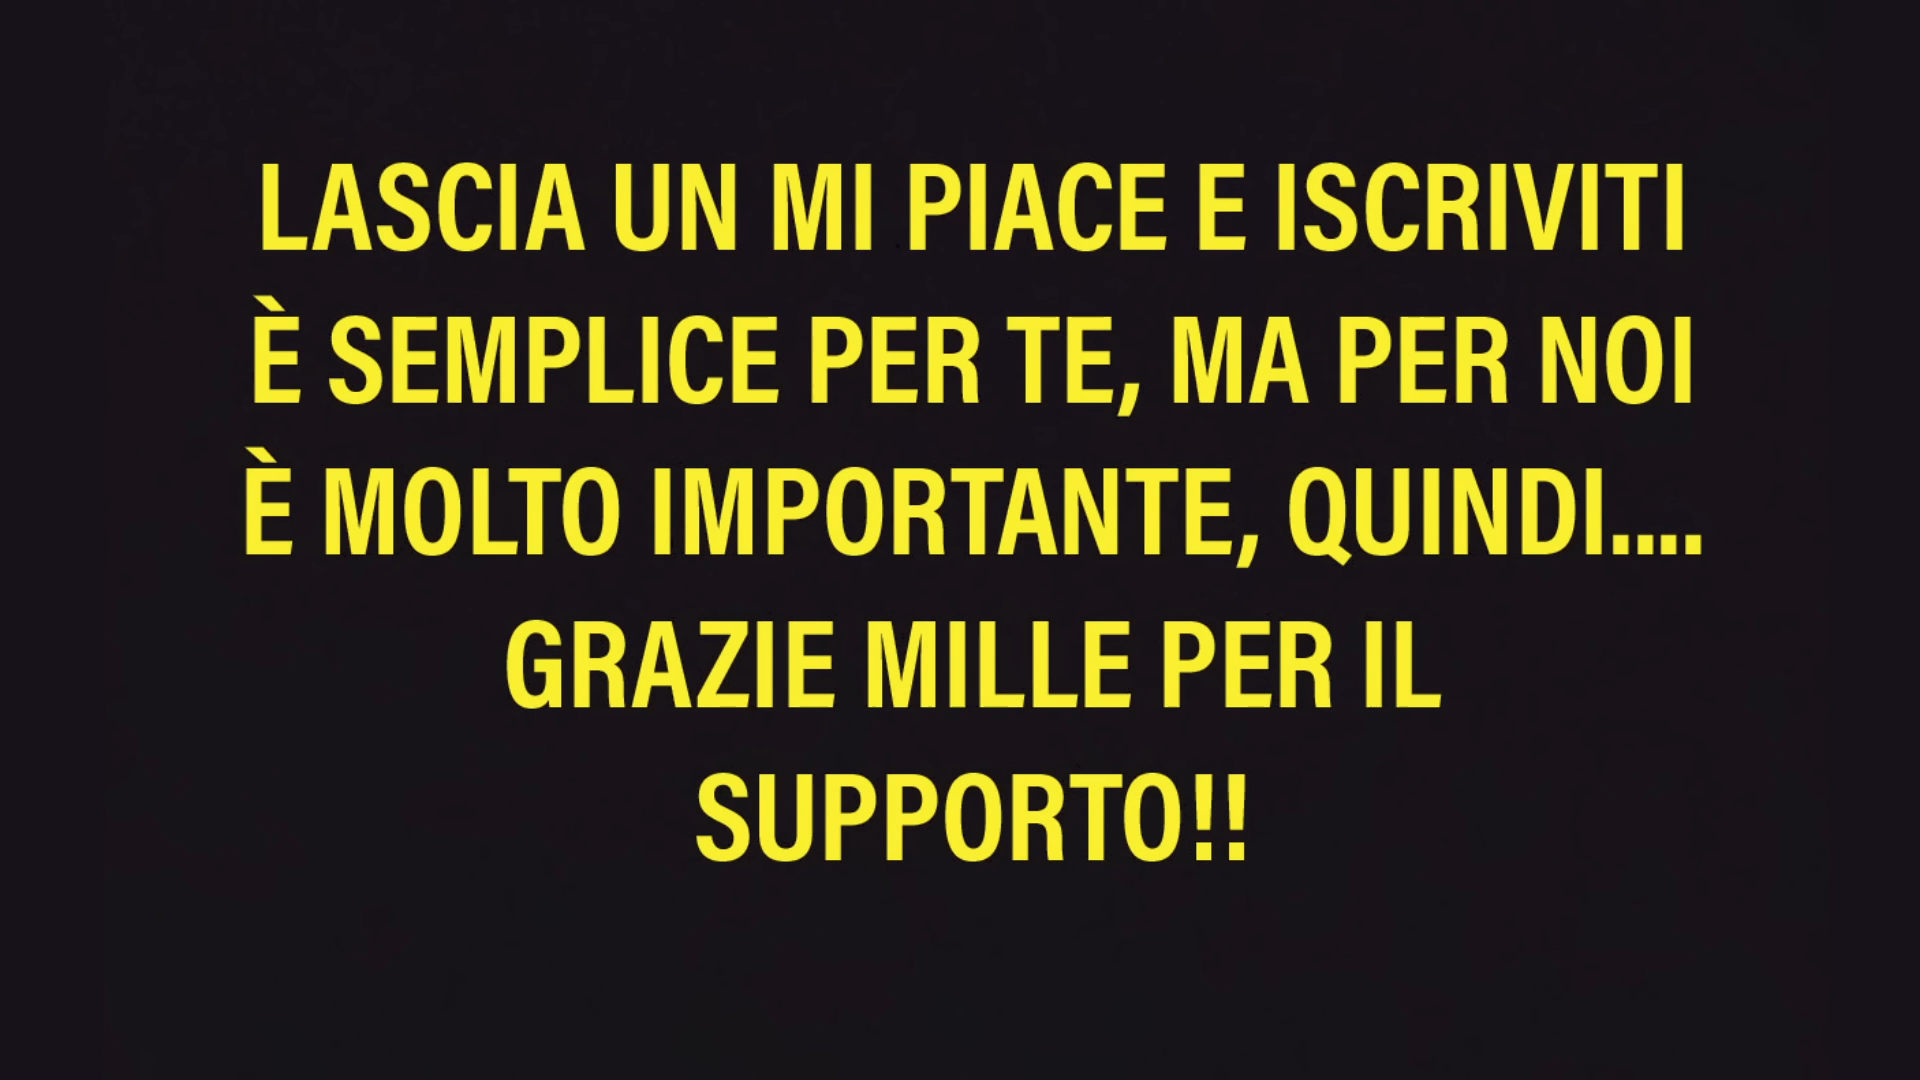 LASCIA UN MI PIACE E ISCRIVITI
È SEMPLICE PER TE, MA PER NOI
È MOLTO IMPORTANTE, QUINDI....
GRAZIE MILLE PER IL
SUPPORTO!!